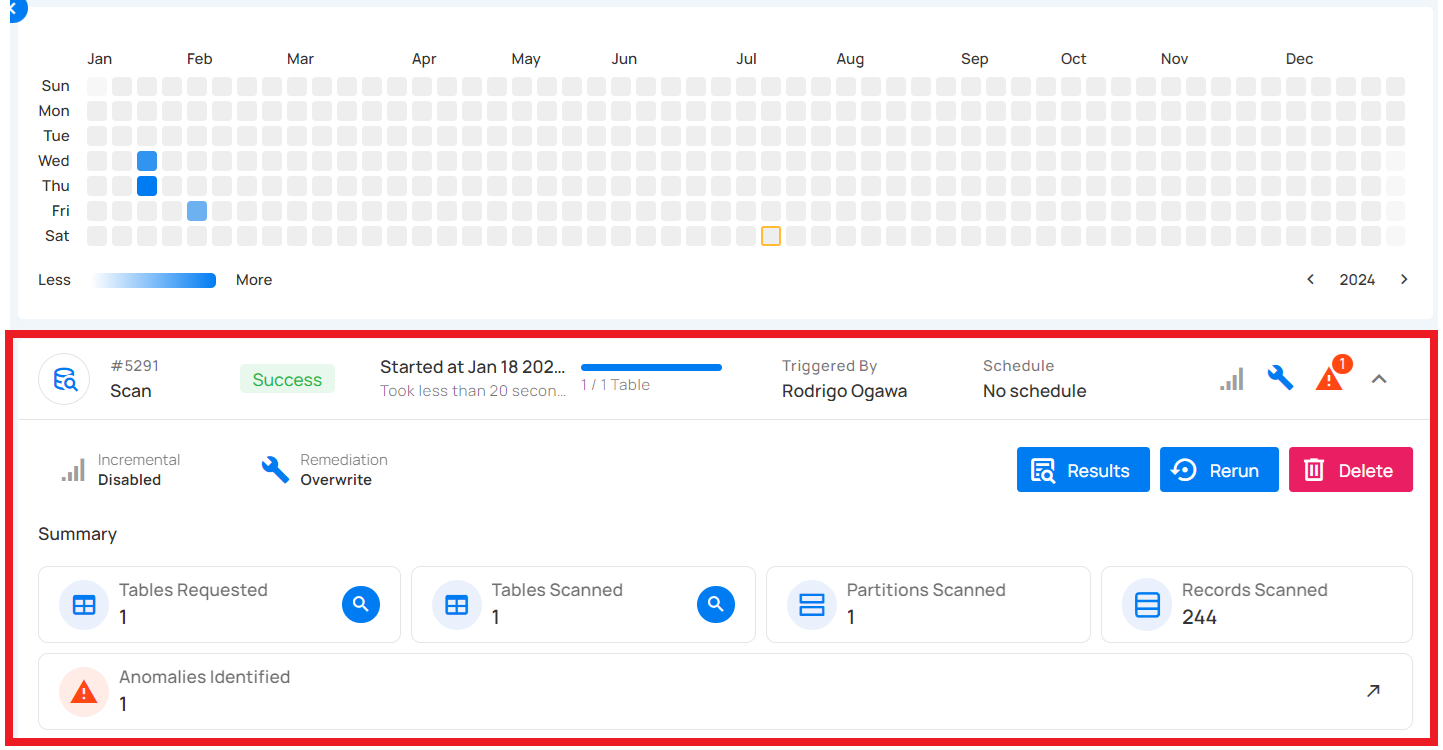 Jan Feb Mar Apr May Jun Jul Aug Sep Oct Nov Dec
Sun
Mon
Tue
Wed
Thu
Fri
Sat
Less More 2024
#5291
Scan
Success
Started at Jan 18 202...
Took less than 20 secon...
1 / 1 Table
Triggered By
Rodrigo Ogawa
Schedule
No schedule
1
Incremental
Disabled
Remediation
Overwrite
Results
Rerun
Delete
Summary
Tables Requested
1
Tables Scanned
1
Partitions Scanned
1
Records Scanned
244
Anomalies Identified
1